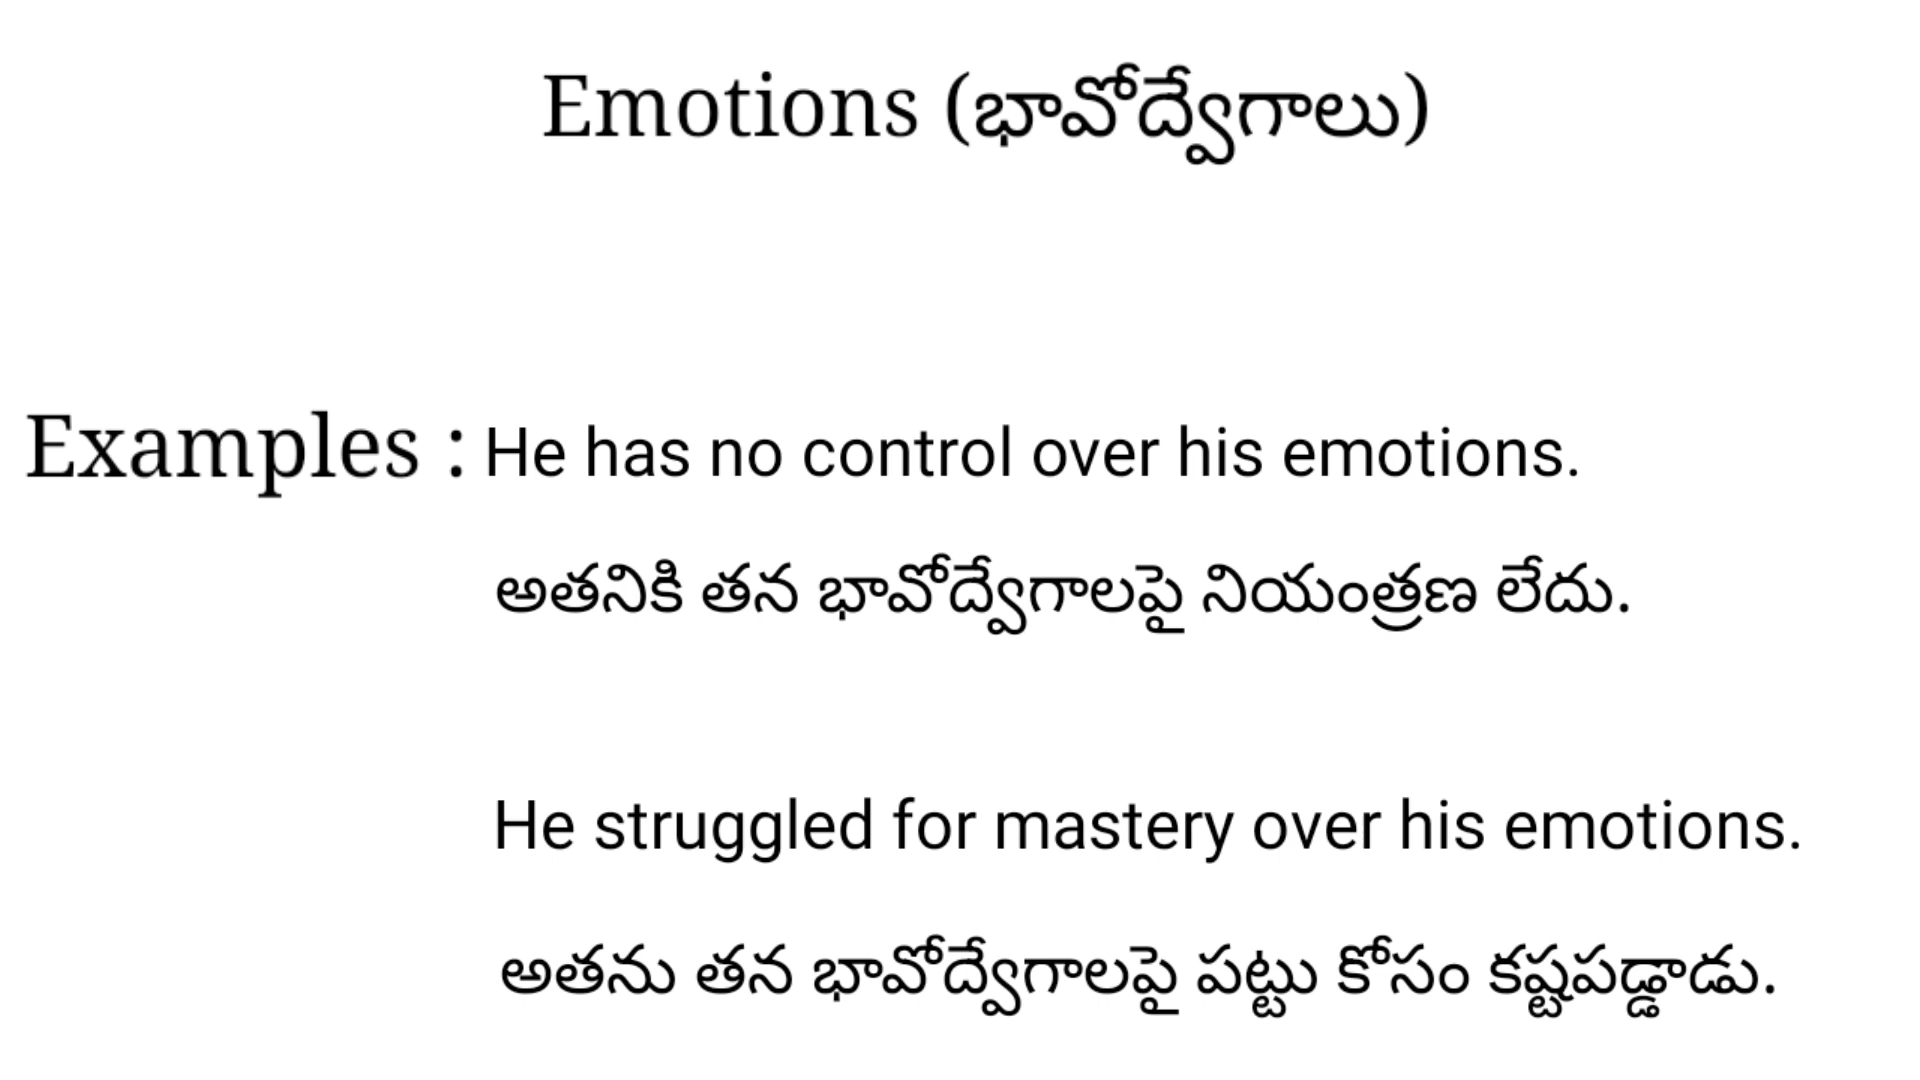 Emotions (భావోద్వేగాలు)
Examples : He has no control over his emotions.
అతనికి తన భావోద్వేగాలపై నియంత్రణ లేదు.
He struggled for mastery over his emotions.
అతను తన భావోద్వేగాలపై పట్టు కోసం కష్టపడ్డాడు.